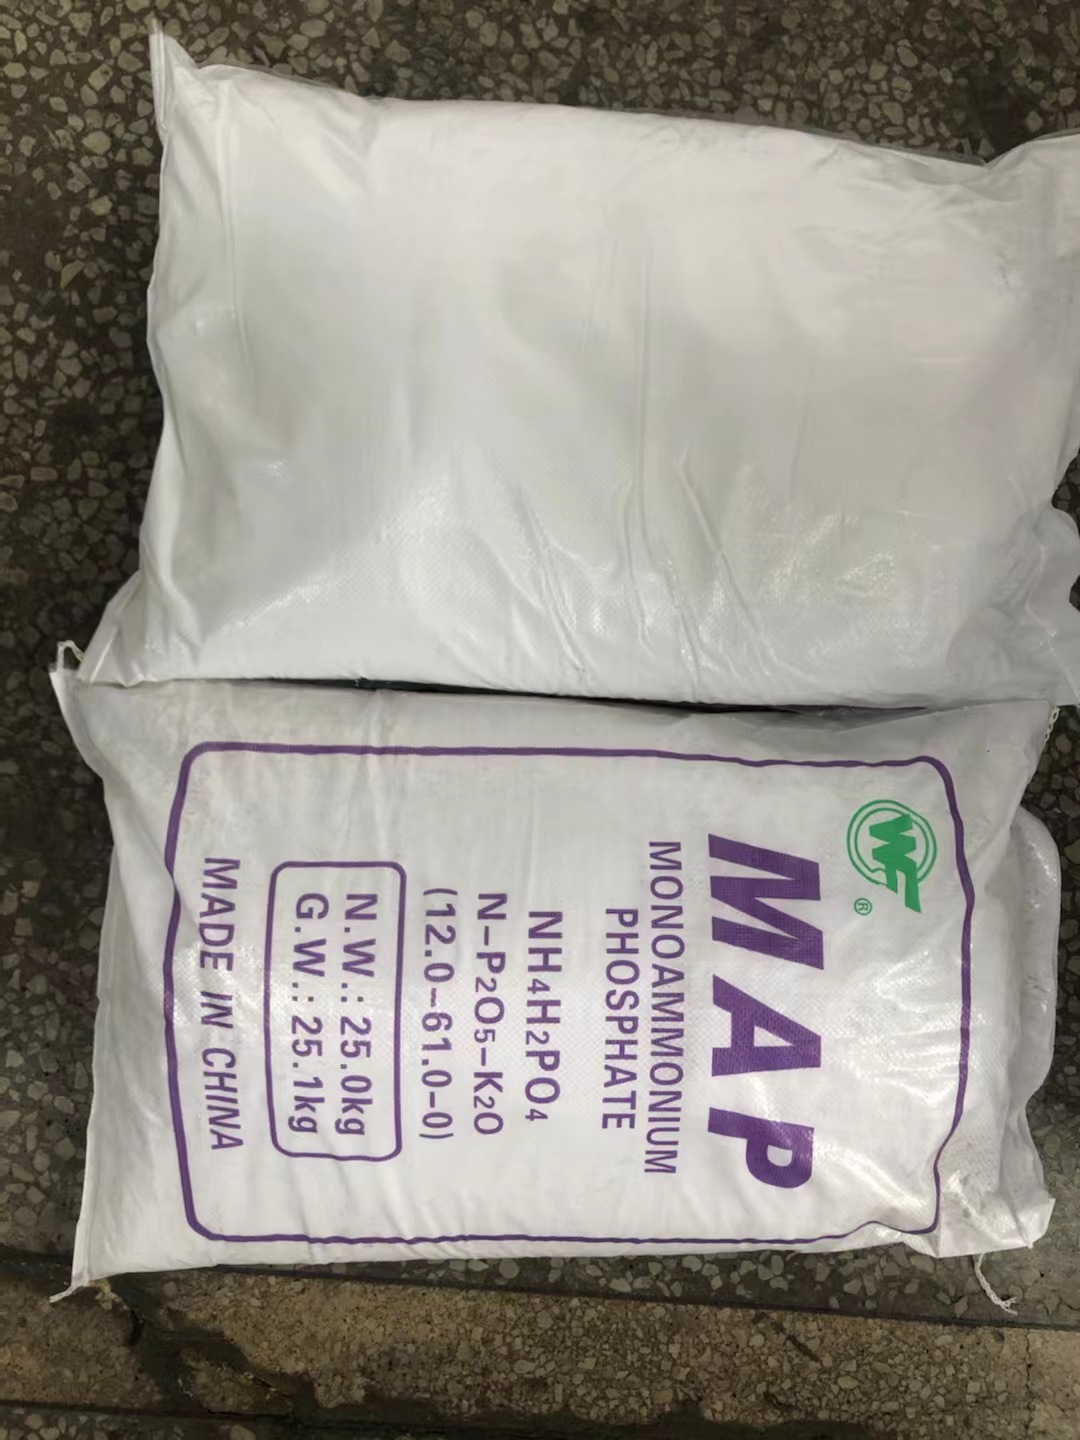 WF
®
MAP
MONOAMMONIUM
PHOSPHATE
NH₄H₂PO₄
N-P₂O₅-K₂O
(12.0-61.0-0)
N.W.: 25.0kg
G.W.: 25.1kg
MADE IN CHINA